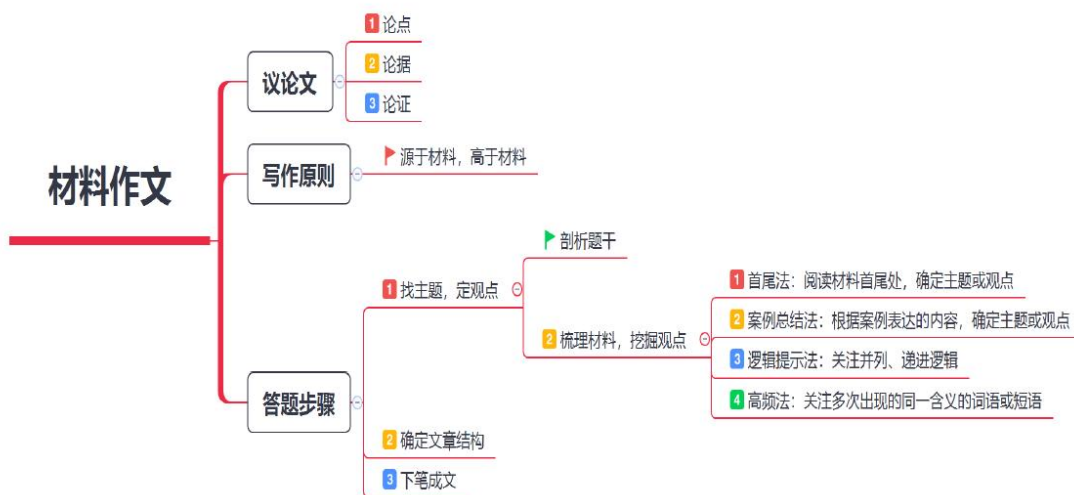 材料作文
议论文
1 论点
2 论据
3 论证
写作原则
源于材料，高于材料
答题步骤
1 找主题，定观点
剖析题干
2 梳理材料，挖掘观点
1 首尾法：阅读材料首尾处，确定主题或观点
2 案例总结法：根据案例表达的内容，确定主题或观点
3 逻辑提示法：关注并列、递进逻辑
4 高频法：关注多次出现的同一含义的词语或短语
2 确定文章结构
3 下笔成文